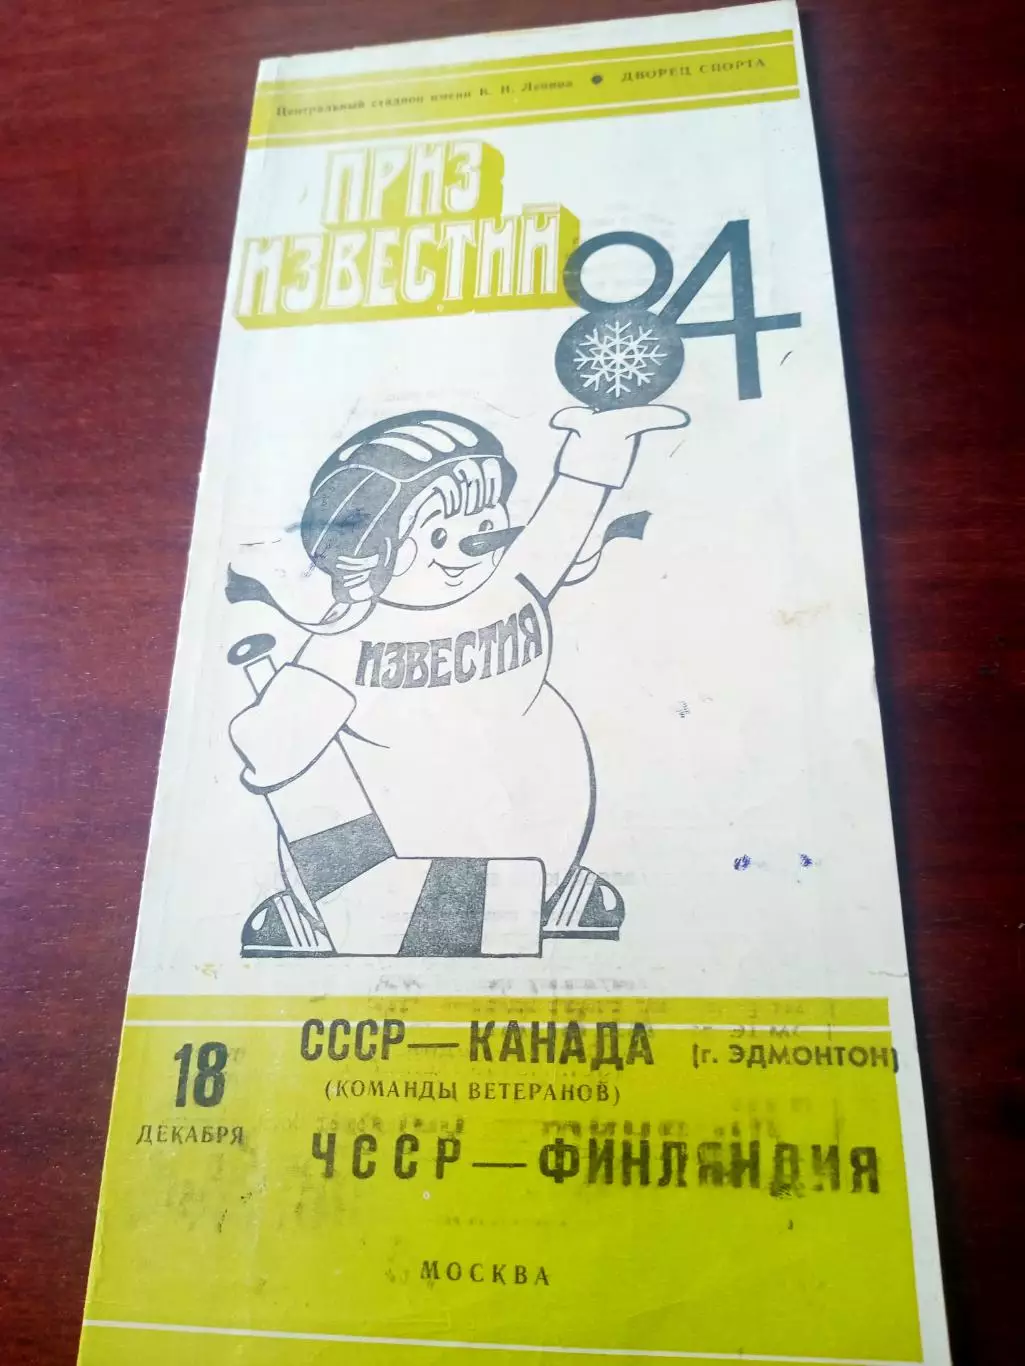 Центральный стадион имени В. И. Ленина • ДВОРЕЦ СПОРТА
ПРИЗ
ИЗВЕСТИЙ
84
ИЗВЕСТИЯ
18
ДЕКАБРЯ
СССР—КАНАДА (г. ЭДМОНТОН)
(КОМАНДЫ ВЕТЕРАНОВ)
ЧССР—ФИНЛЯНДИЯ
МОСКВА